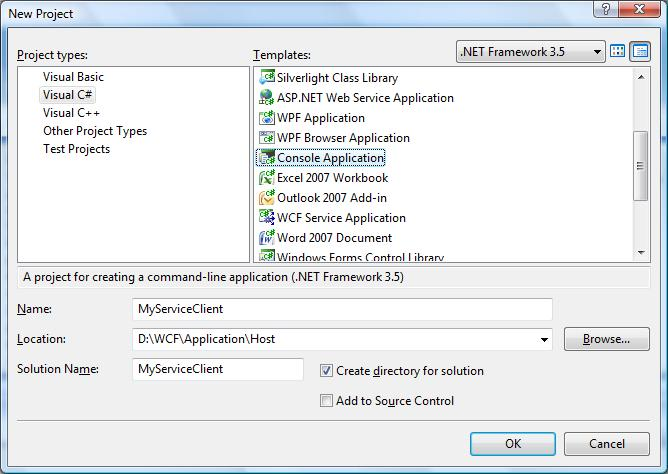 New Project
Project types:
Templates:
.NET Framework 3.5
Visual Basic
Visual C#
Visual C++
Other Project Types
Test Projects
Silverlight Class Library
ASP.NET Web Service Application
WPF Application
WPF Browser Application
Console Application
Excel 2007 Workbook
Outlook 2007 Add-in
WCF Service Application
Word 2007 Document
Windows Forms Control Library
A project for creating a command-line application (.NET Framework 3.5)
Name:
MyServiceClient
Location:
D:\WCF\Application\Host
Browse...
Solution Name:
MyServiceClient
Create directory for solution
Add to Source Control
OK
Cancel